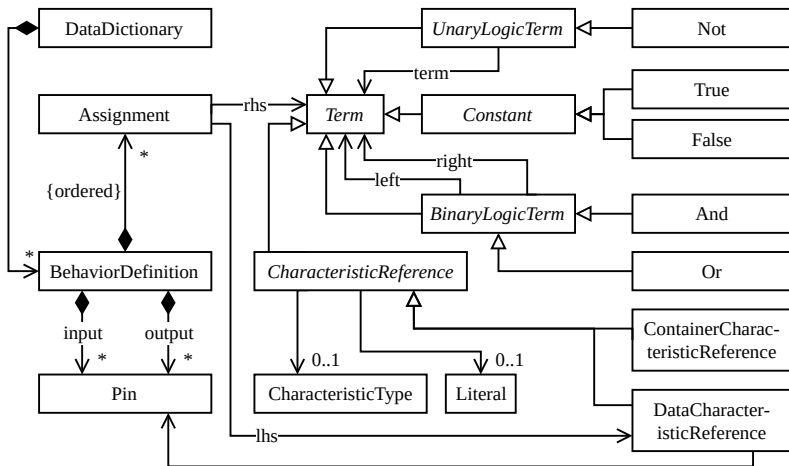 DataDictionary
UnaryLogicTerm
Not
term
True
Assignment
rhs
Term
Constant
False
*
right
left
{ordered}
BinaryLogicTerm
And
*
BehaviorDefinition
CharacteristicReference
Or
input
output
ContainerCharac-
teristicReference
*
*
0..1
0..1
Pin
CharacteristicType
Literal
DataCharacter-
isticReference
lhs